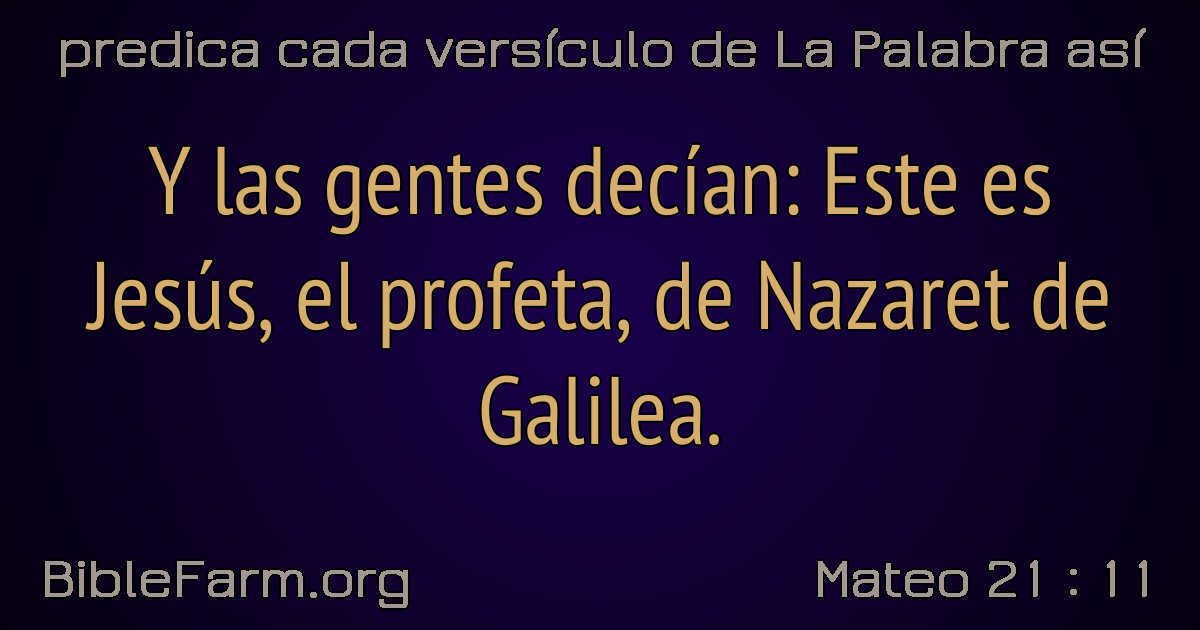 predica cada versículo de La Palabra así
Y las gentes decían: Este es
Jesús, el profeta, de Nazaret de
Galilea.
BibleFarm.org
Mateo 21 : 11